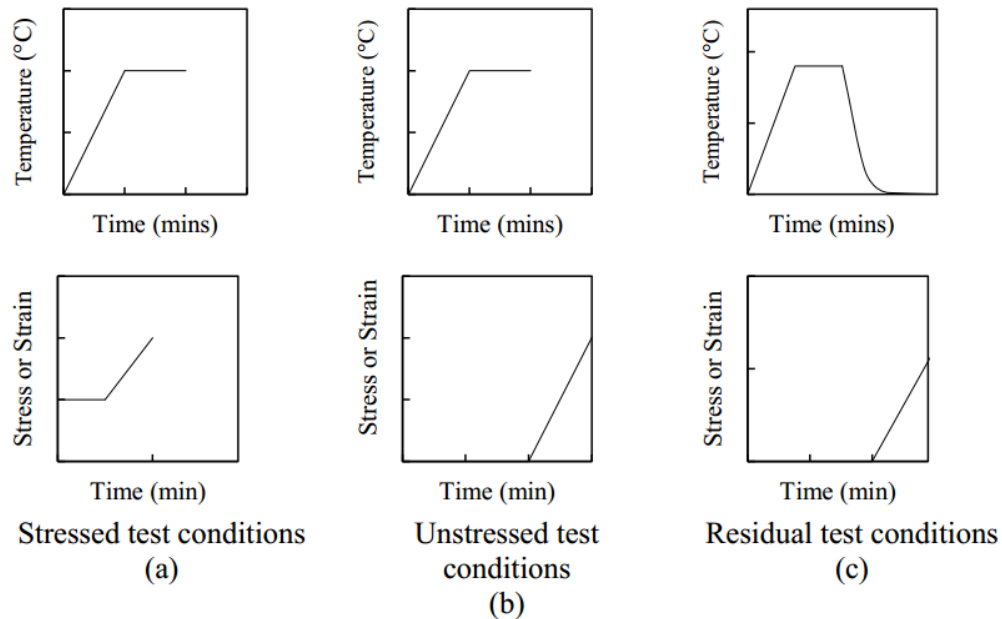 Temperature (°C)
Time (mins)
Temperature (°C)
Time (mins)
Temperature (°C)
Time (mins)
Stress or Strain
Time (min)
Stressed test conditions
(a)
Stress or Strain
Time (min)
Unstressed test
conditions
(b)
Stress or Strain
Time (min)
Residual test conditions
(c)